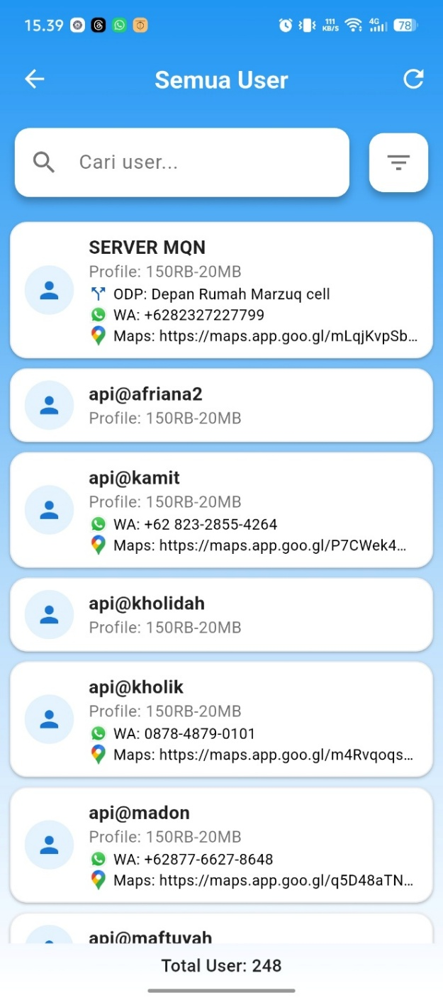 15.39
111
KB/S
4G
78
Semua User
Cari user...
SERVER MQN
Profile: 150RB-20MB
ODP: Depan Rumah Marzuq cell
WA: +6282327227799
Maps: https://maps.app.goo.gl/mLqjKvpSb...
api@afriana2
Profile: 150RB-20MB
api@kamit
Profile: 150RB-20MB
WA: +62 823-2855-4264
Maps: https://maps.app.goo.gl/P7CWek4...
api@kholidah
Profile: 150RB-20MB
api@kholik
Profile: 150RB-20MB
WA: 0878-4879-0101
Maps: https://maps.app.goo.gl/m4Rvqoqs...
api@madon
Profile: 150RB-20MB
WA: +62877-6627-8648
Maps: https://maps.app.goo.gl/q5D48aTN...
api@maftuyah
Total User: 248